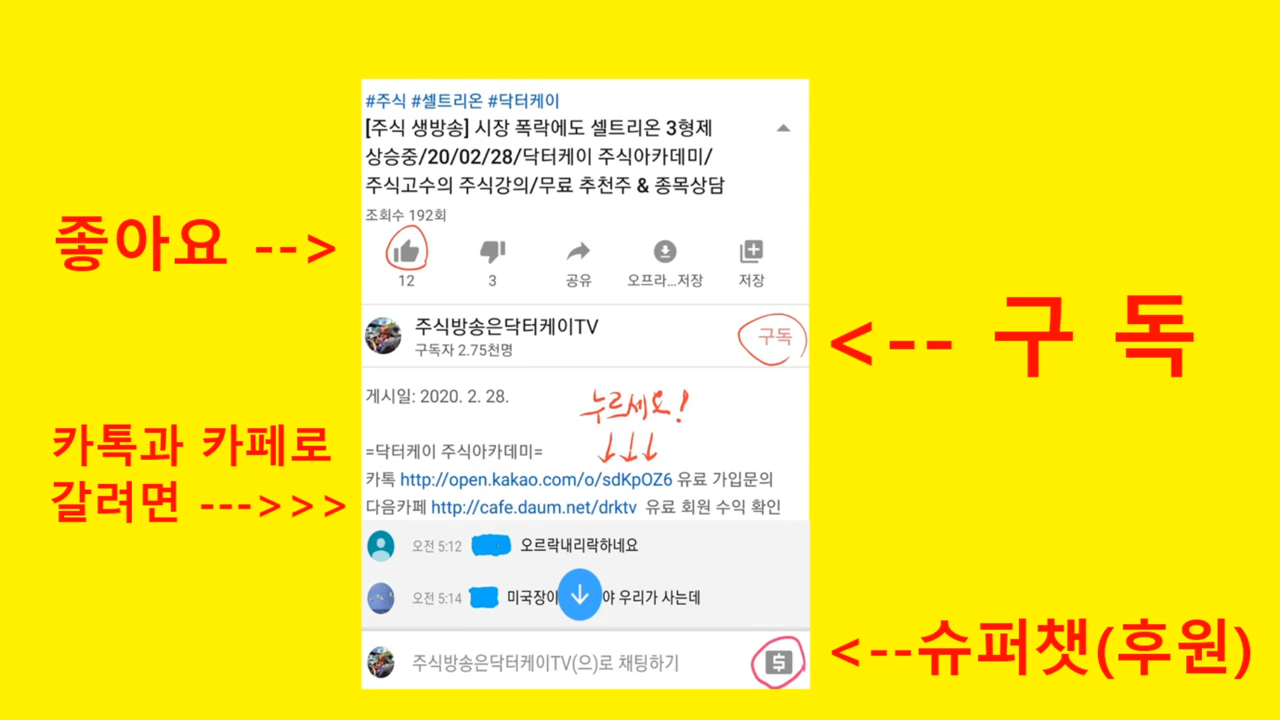 #주식 #셀트리온 #닥터케이
[주식 생방송] 시장 폭락에도 셀트리온 3형제
상승중/20/02/28/닥터케이 주식아카데미/
주식고수의 주식강의/무료 추천주 & 종목상담
조회수 192회
좋아요 -->
12
3
공유
오프라...저장
저장
주식방송은닥터케이TV
구독자 2.75천명
구독
<-- 구 독
게시일: 2020. 2. 28.
누르세요!
카톡과 카페로
갈려면 --->>>
=닥터케이 주식아카데미=
카톡 http://open.kakao.com/o/sdKpOZ6 유료 가입문의
다음카페 http://cafe.daum.net/drktv 유료 회원 수익 확인
오전 5:12 오르락내리락하네요
오전 5:14 미국장이 야 우리가 사는데
주식방송은닥터케이TV(으)로 채팅하기
$
<--슈퍼챗(후원)